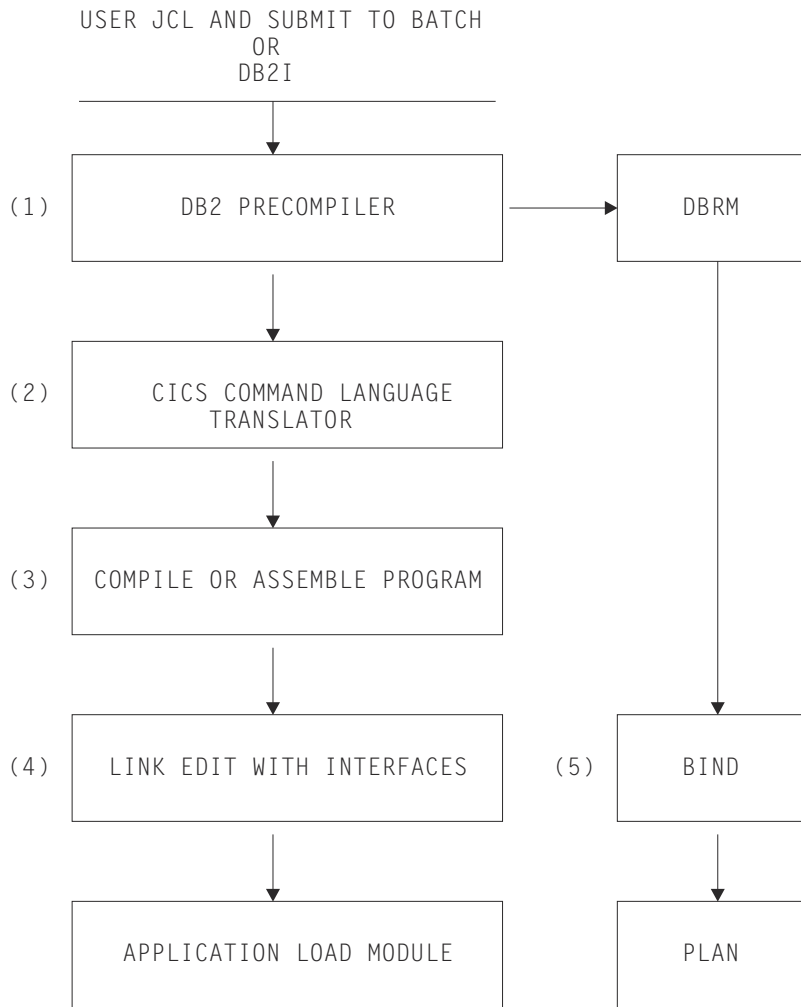 USER JCL AND SUBMIT TO BATCH
OR
DB2I
(1)
DB2 PRECOMPILER
DBRM
(2)
CICS COMMAND LANGUAGE
TRANSLATOR
(3)
COMPILE OR ASSEMBLE PROGRAM
(4)
LINK EDIT WITH INTERFACES
(5)
BIND
APPLICATION LOAD MODULE
PLAN